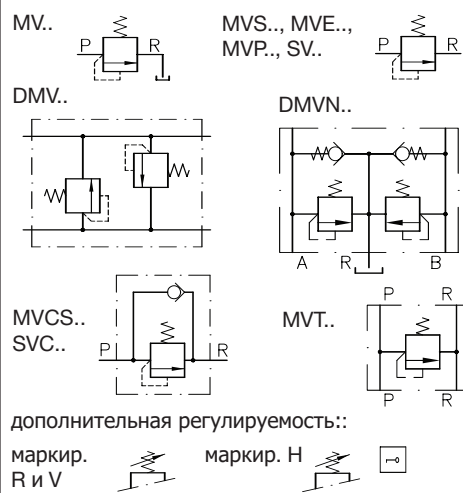 MV..
P R
MVS.., MVE..,
MVP.., SV..
P R
DMV..
DMVN..
A R B
MVCS..
SVC..
P R
MVT..
P R
P R
дополнительная регулируемость::
маркир.
R и V
маркир. H